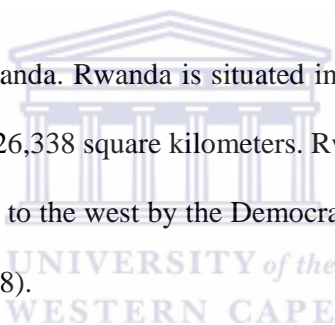 anda. Rwanda is situated in
26,338 square kilometers. Rw
to the west by the Democra
UNIVERSITY of the
8).
WESTERN CAPE